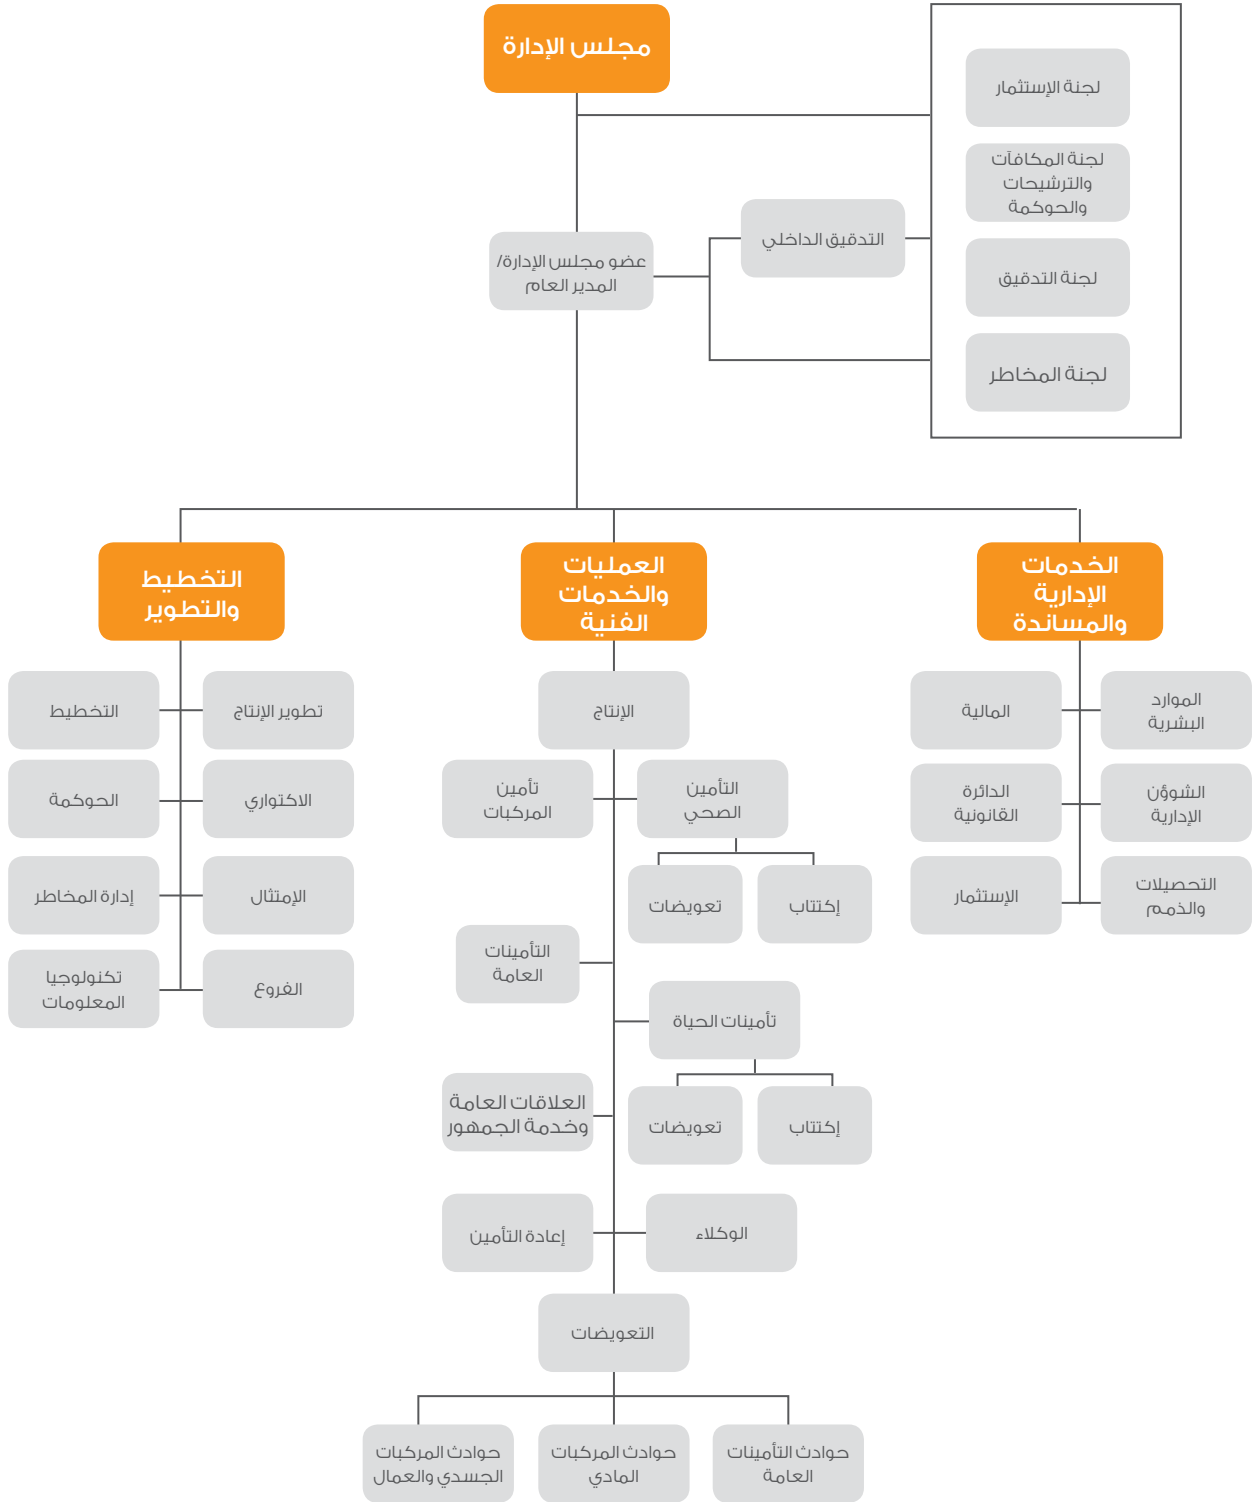 مجلس الإدارة
لجنة الإستثمار
لجنة المكافآت
والترشيحات
والحوكمة
التدقيق الداخلي
عضو مجلس الإدارة/
المدير العام
لجنة التدقيق
لجنة المخاطر
الخدمات
الإدارية
والمساندة
العمليات
والخدمات
الفنية
التخطيط
والتطوير
الموارد
البشرية
المالية
الشوؤن
الإدارية
الدائرة
القانونية
التحصيلات
والذمم
الإستثمار
الإنتاج
التأمين
الصحي
تأمين
المركبات
إكتتاب
تعويضات
التأمينات
العامة
تأمينات الحياة
إكتتاب
تعويضات
العلاقات العامة
وخدمة الجمهور
الوكلاء
إعادة التأمين
التعويضات
حوادث التأمينات
العامة
حوادث المركبات
المادي
حوادث المركبات
الجسدي والعمال
تطوير الإنتاج
التخطيط
الاكتواري
الحوكمة
الإمتثال
إدارة المخاطر
الفروع
تكنولوجيا
المعلومات